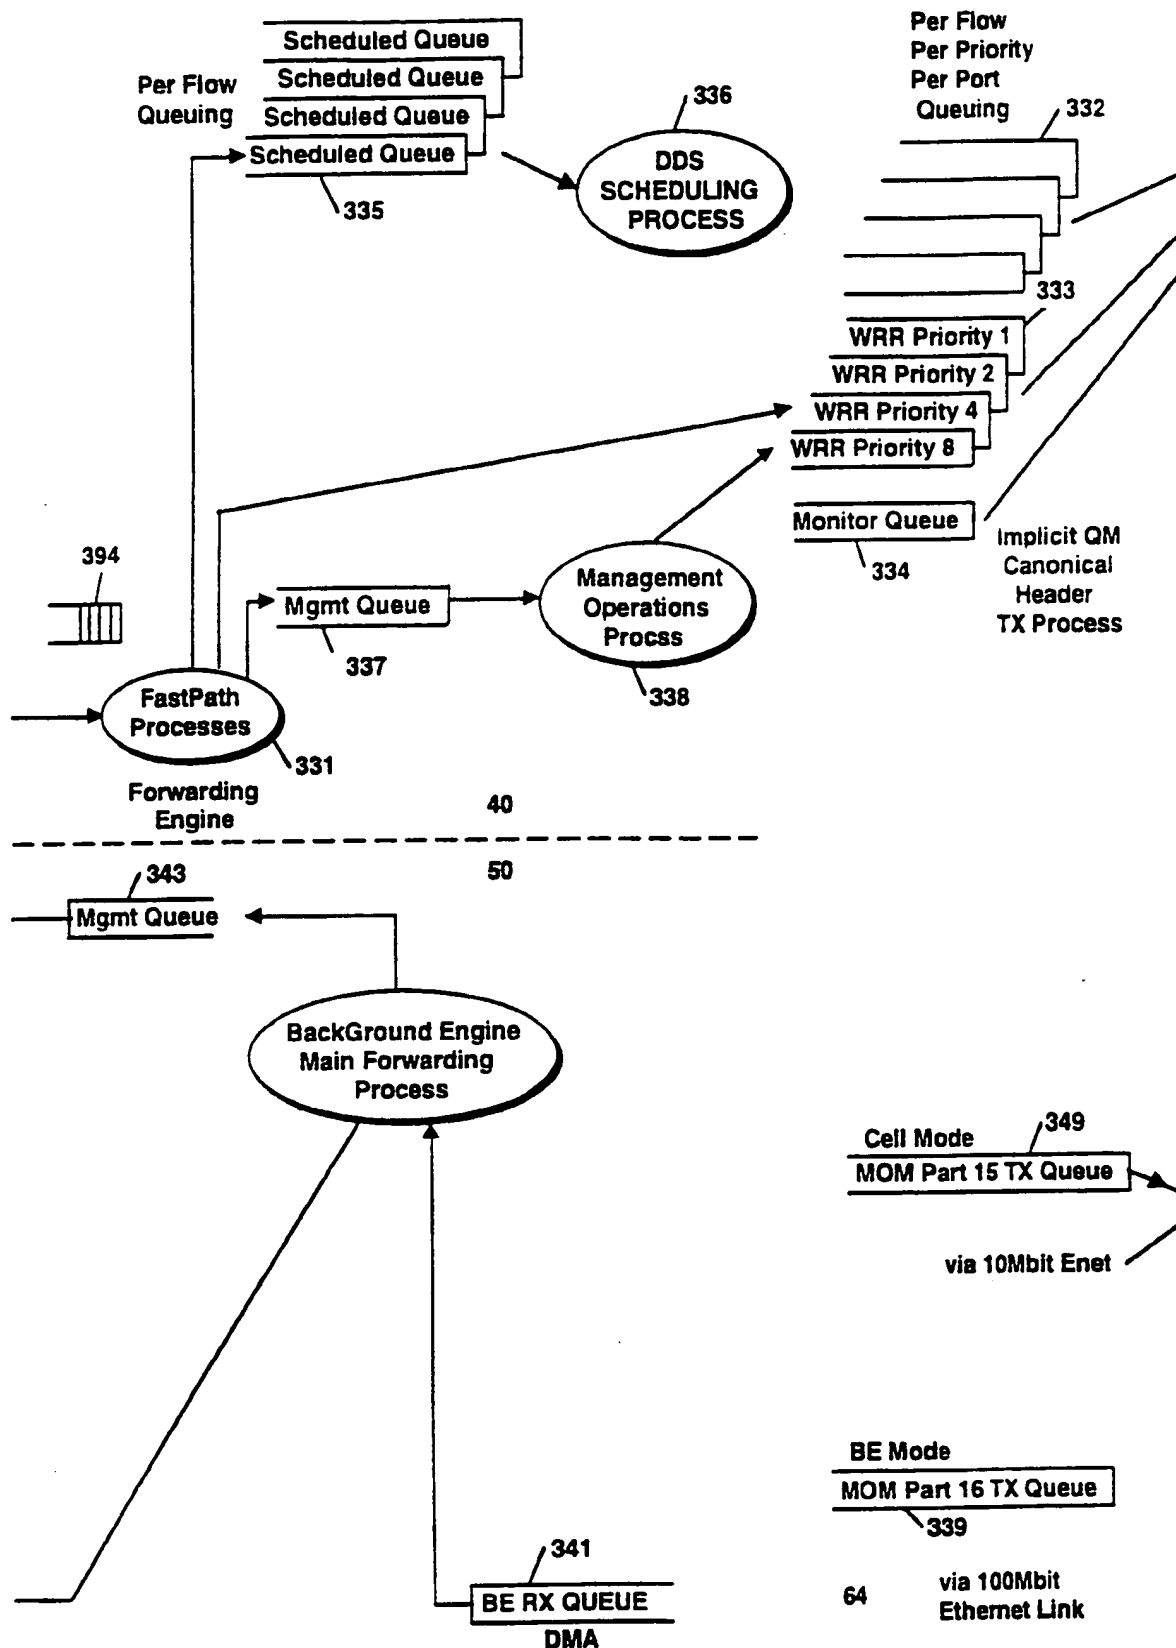 Scheduled Queue
Scheduled Queue
Scheduled Queue
Scheduled Queue
Per Flow
Queuing
335
336
DDS
SCHEDULING
PROCESS
Per Flow
Per Priority
Per Port
Queuing
332
333
WRR Priority 1
WRR Priority 2
WRR Priority 4
WRR Priority 8
Monitor Queue
334
Implicit QM
Canonical
Header
TX Process
394
Mgmt Queue
337
Management
Operations
Procss
338
FastPath
Processes
331
Forwarding
Engine
40
50
343
Mgmt Queue
BackGround Engine
Main Forwarding
Process
Cell Mode
349
MOM Part 15 TX Queue
via 10Mbit Enet
BE Mode
MOM Part 16 TX Queue
339
341
BE RX QUEUE
DMA
64
via 100Mbit
Ethernet Link